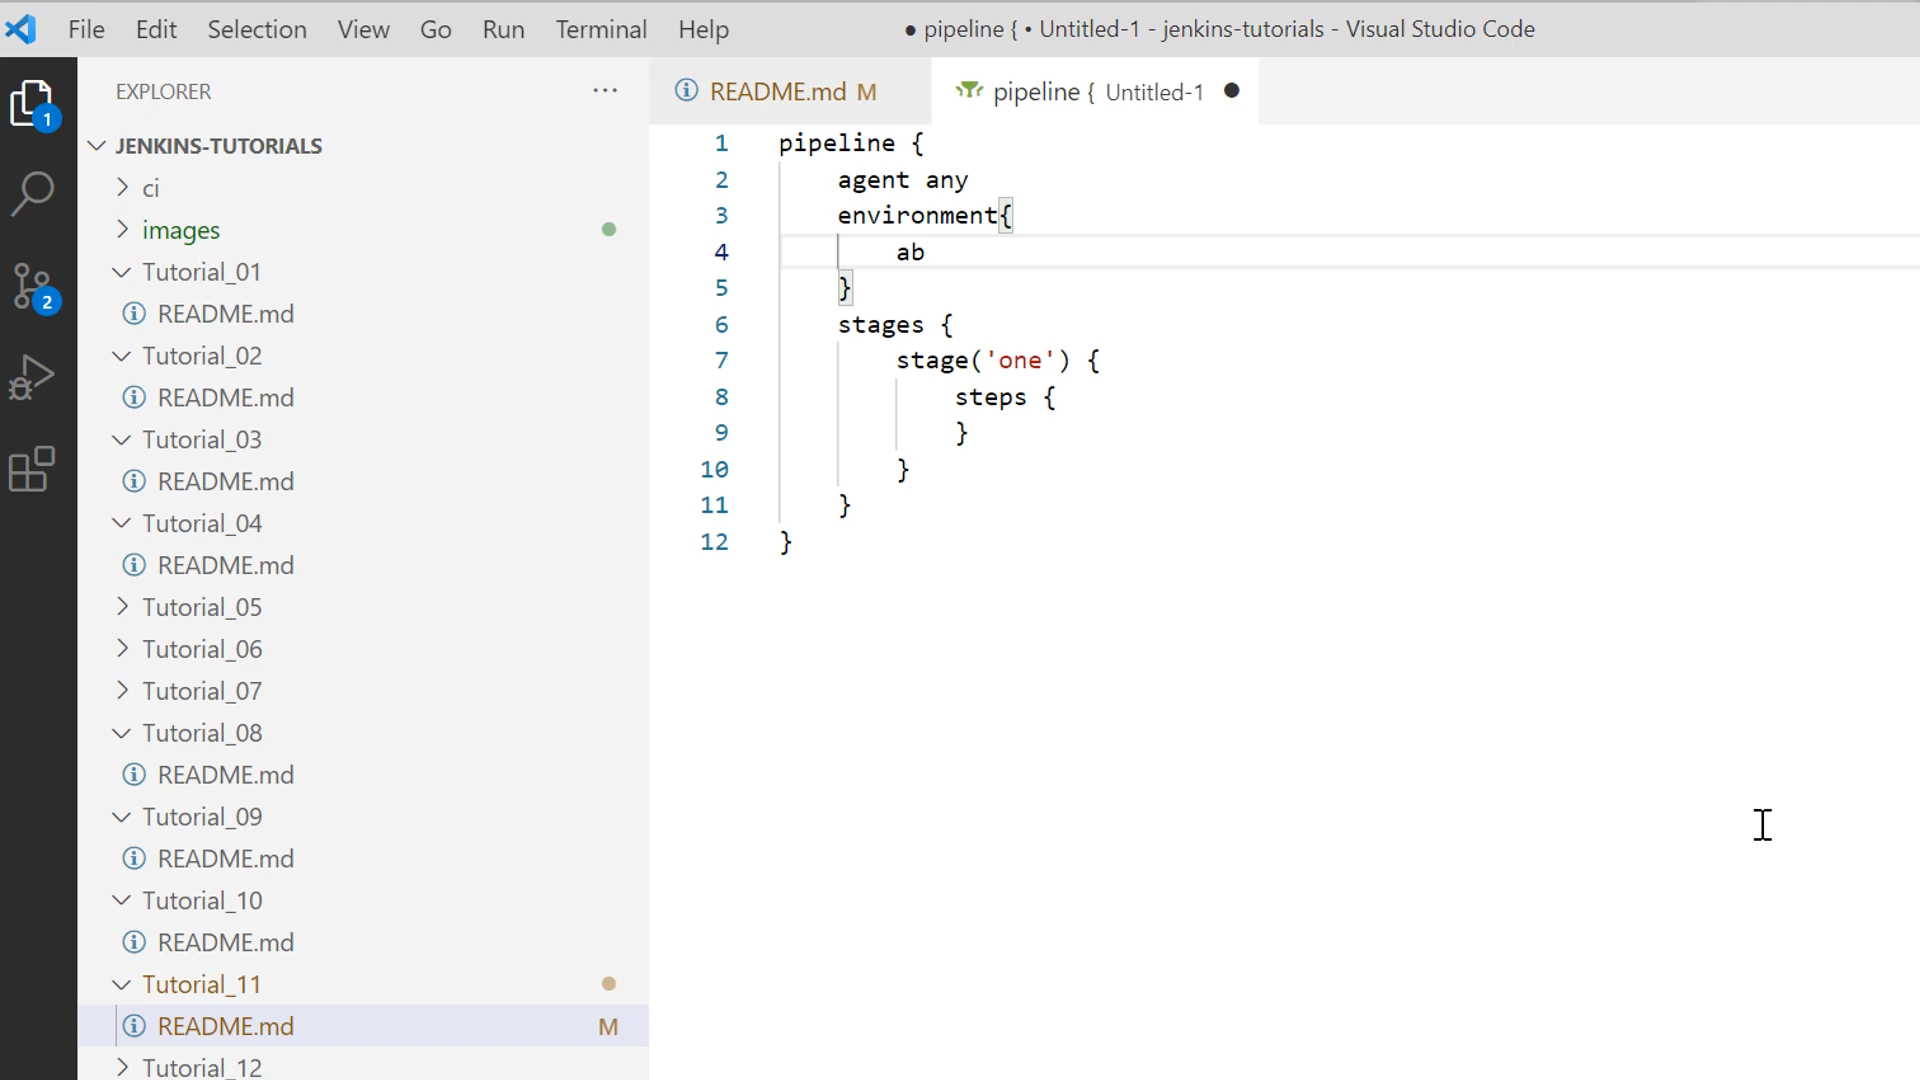 File Edit Selection View Go Run Terminal Help ● pipeline { • Untitled-1 - jenkins-tutorials - Visual Studio Code
EXPLORER ···
README.md M
pipeline { Untitled-1 ●
1
2
JENKINS-TUTORIALS
ci
images
Tutorial_01
README.md
Tutorial_02
README.md
Tutorial_03
README.md
Tutorial_04
README.md
Tutorial_05
Tutorial_06
Tutorial_07
Tutorial_08
README.md
Tutorial_09
README.md
Tutorial_10
README.md
Tutorial_11
README.md M
Tutorial_12
1 pipeline {
2     agent any
3     environment{
4         ab
5     }
6     stages {
7         stage('one') {
8             steps {
9             }
10         }
11     }
12 }